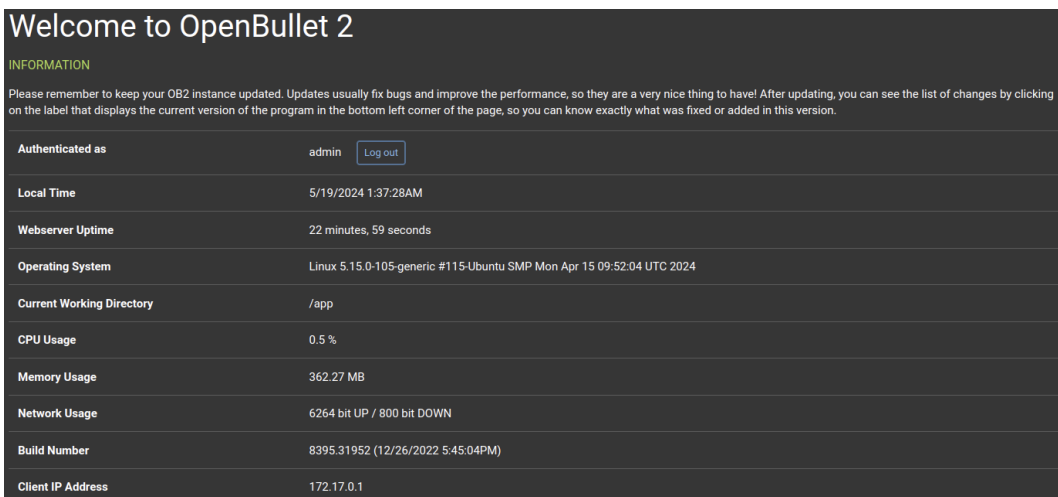 Welcome to OpenBullet 2
INFORMATION
Please remember to keep your OB2 instance updated. Updates usually fix bugs and improve the performance, so they are a very nice thing to have! After updating, you can see the list of changes by clicking
on the label that displays the current version of the program in the bottom left corner of the page, so you can know exactly what was fixed or added in this version.
Authenticated as admin Log out
Local Time 5/19/2024 1:37:28AM
Webserver Uptime 22 minutes, 59 seconds
Operating System Linux 5.15.0-105-generic #115-Ubuntu SMP Mon Apr 15 09:52:04 UTC 2024
Current Working Directory /app
CPU Usage 0.5 %
Memory Usage 362.27 MB
Network Usage 6264 bit UP / 800 bit DOWN
Build Number 8395.31952 (12/26/2022 5:45:04PM)
Client IP Address 172.17.0.1